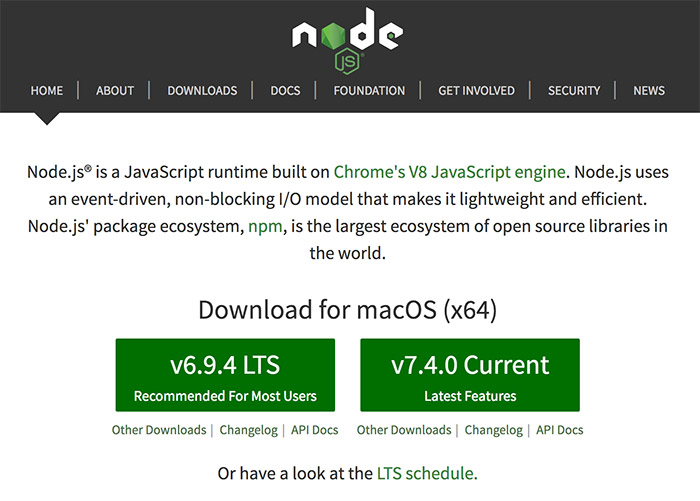 node
JS
HOME | ABOUT | DOWNLOADS | DOCS | FOUNDATION | GET INVOLVED | SECURITY | NEWS
Node.js® is a JavaScript runtime built on Chrome's V8 JavaScript engine. Node.js uses
an event-driven, non-blocking I/O model that makes it lightweight and efficient.
Node.js' package ecosystem, npm, is the largest ecosystem of open source libraries in
the world.
Download for macOS (x64)
v6.9.4 LTS
Recommended For Most Users
v7.4.0 Current
Latest Features
Other Downloads | Changelog | API Docs
Other Downloads | Changelog | API Docs
Or have a look at the LTS schedule.